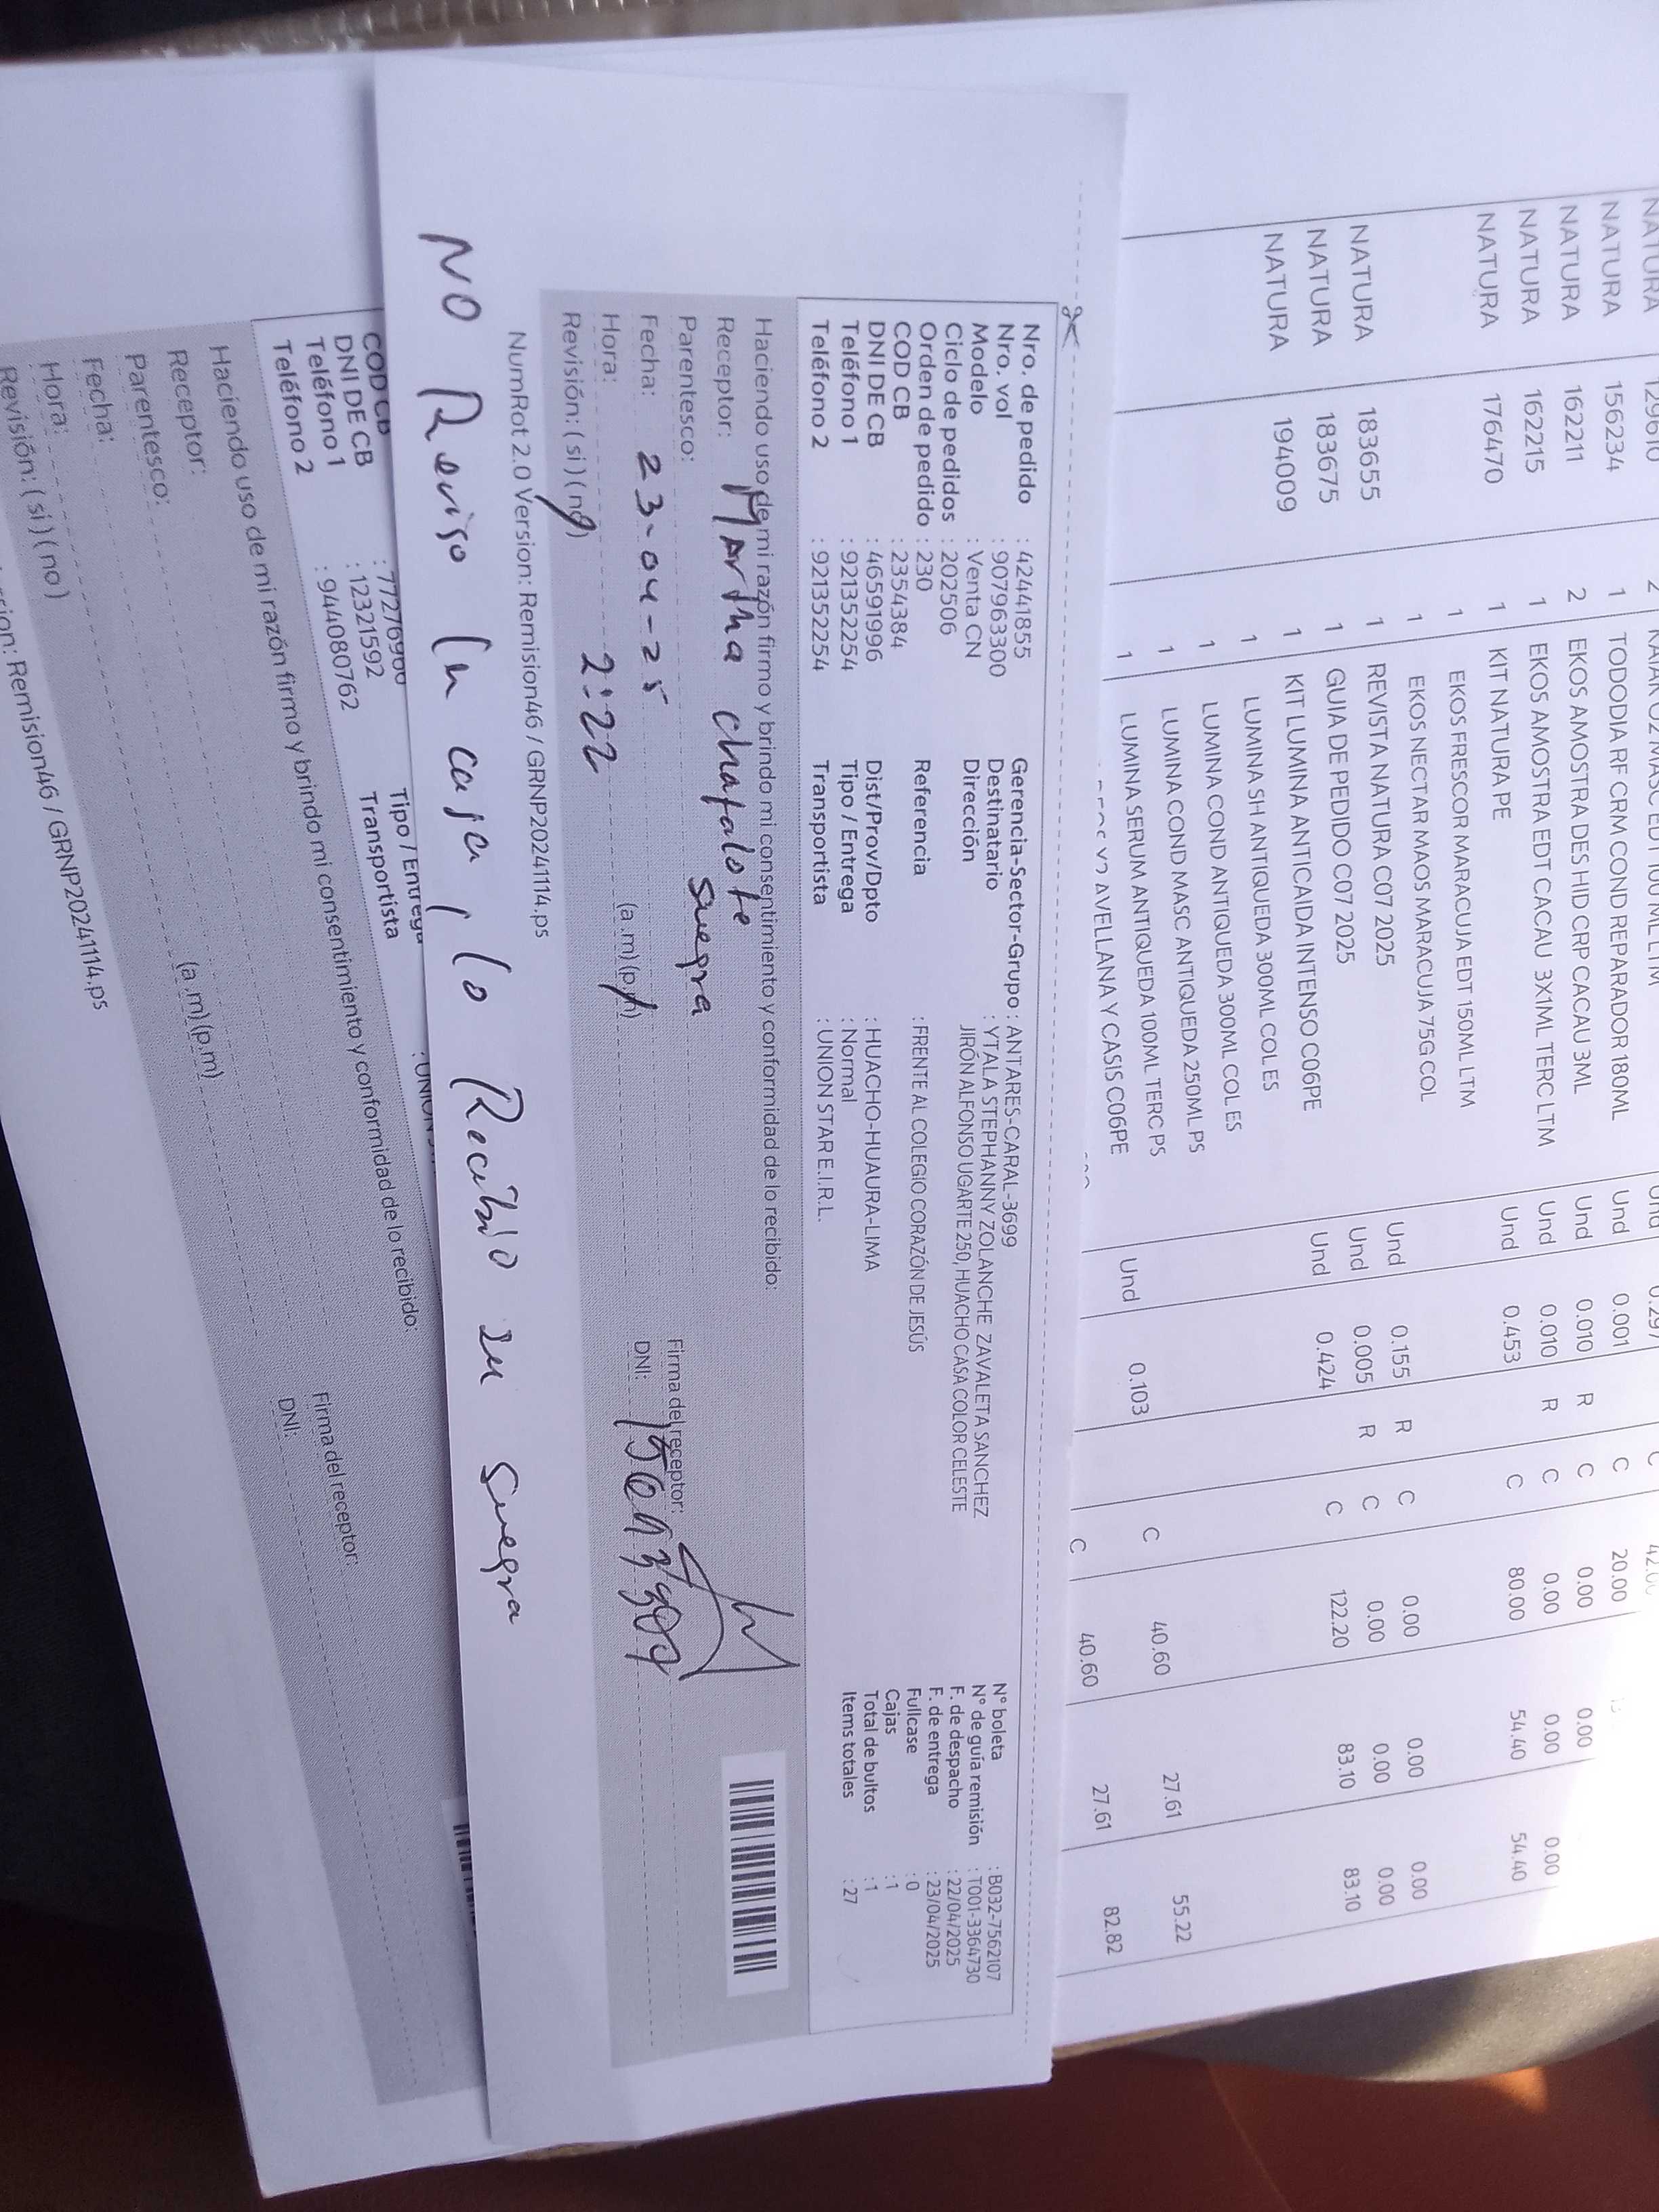 NATURA 129610 2 KAIAK O2 MASC EDT 100 ML LTM Und 0.297 C
NATURA 156234 1 TODODIA RF CRM COND REPARADOR 180ML Und 0.001 C 20.00
NATURA 162211 2 EKOS AMOSTRA DES HID CRP CACAU 3ML Und 0.010 R C 0.00 0.00
NATURA 162215 1 EKOS AMOSTRA EDT CACAU 3X1ML TERC LTM Und 0.010 R C 0.00 0.00 0.00
NATURA 176470 1 KIT NATURA PE Und 0.453 C 80.00 54.40 54.40
1 EKOS FRESCOR MARACUJA EDT 150ML LTM
1 EKOS NECTAR MAOS MARACUJA 75G COL
NATURA 183655 1 REVISTA NATURA C07 2025 Und 0.155 R C 0.00 0.00 0.00
NATURA 183675 1 GUIA DE PEDIDO C07 2025 Und 0.005 R C 0.00 0.00 0.00
NATURA 194009 1 KIT LUMINA ANTICAIDA INTENSO C06PE Und 0.424 C 122.20 83.10 83.10
1 LUMINA SH ANTIQUEDA 300ML COL ES
1 LUMINA COND ANTIQUEDA 300ML COL ES
1 LUMINA COND MASC ANTIQUEDA 250ML PS
1 LUMINA SERUM ANTIQUEDA 100ML TERC PS
AVELLANA Y CASIS C06PE Und 0.103 C 40.60 27.61 55.22
C 40.60 27.61 82.82
Nro. de pedido : 42441855 Gerencia-Sector-Grupo : ANTARES-CARAL-3699 N° boleta : B032-7562107
Nro. vol : 907963300 Destinatario : YTALA STEPHANNY ZOLANCHE ZAVALETA SANCHEZ N° de guía remisión : T001-3364730
Modelo : Venta CN Dirección JIRÓN ALFONSO UGARTE 250, HUACHO CASA COLOR CELESTE F. de despacho : 22/04/2025
Ciclo de pedidos : 202506 F. de entrega : 23/04/2025
Orden de pedido : 230 Referencia : FRENTE AL COLEGIO CORAZÓN DE JESÚS Fullcase : 0
COD CB : 2354384 Cajas : 1
DNI DE CB : 46591996 Dist/Prov/Dpto : HUACHO-HUAURA-LIMA Total de bultos : 1
Teléfono 1 : 921352254 Tipo / Entrega : Normal Items totales : 27
Teléfono 2 : 921352254 Transportista : UNION STAR E.I.R.L.
Haciendo uso de mi razón firmo y brindo mi consentimiento y conformidad de lo recibido:
Receptor: Martha chafalote
Parentesco: suegra Firma del receptor:
Fecha: 23-04-25 DNI:
Hora: 2:22 (a.m) (p.m)
Revisión: ( si ) ( no )
NumRot 2.0 Version: Remision46 / GRNP20241114.ps
NO Reviso en caja, lo Recibio su suegra
COD CB : 77276900 Tipo / Entrega
DNI DE CB : 12321592 Transportista
Teléfono 1 : 944080762
Teléfono 2
Haciendo uso de mi razón firmo y brindo mi consentimiento y conformidad de lo recibido:
Receptor:
Parentesco: Firma del receptor:
Fecha: DNI:
Hora: (a.m) (p.m)
Revisión: ( si ) ( no )
Remision46 / GRNP20241114.ps